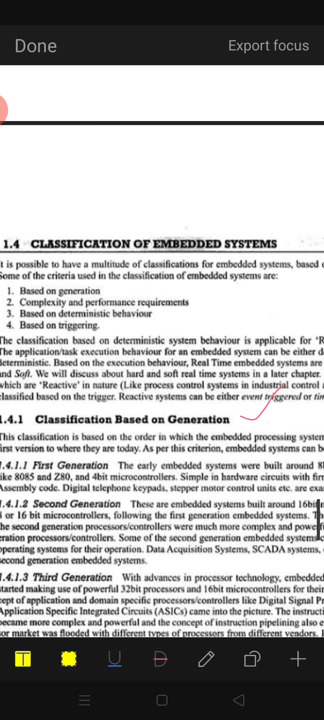 Done
Export focus
1.4 CLASSIFICATION OF EMBEDDED SYSTEMS
It is possible to have a multitude of classifications for embedded systems, based
Some of the criteria used in the classification of embedded systems are:
1. Based on generation
2. Complexity and performance requirements
3. Based on deterministic behaviour
4. Based on triggering.
The classification based on deterministic system behaviour is applicable for 'R
The application/task execution behaviour for an embedded system can be either d
deterministic. Based on the execution behaviour, Real Time embedded systems are
and Soft. We will discuss about hard and soft real time systems in a later chapter.
which are 'Reactive' in nature (Like process control systems in industrial control
classified based on the trigger. Reactive systems can be either event triggered or
1.4.1 Classification Based on Generation
This classification is based on the order in which the embedded processing system
first version to where they are today. As per this criterion, embedded systems can b
1.4.1.1 First Generation The early embedded systems were built around
like 8085 and Z80, and 4bit microcontrollers. Simple in hardware circuits with
Assembly code. Digital telephone keypads, stepper motor control units etc. are
1.4.1.2 Second Generation These are embedded systems built around 16bit
or 16 bit microcontrollers, following the first generation embedded systems.
the second generation processors/controllers were much more complex and
eration processors/controllers. Some of the second generation embedded systems
operating systems for their operation. Data Acquisition Systems, SCADA systems,
second generation embedded systems.
1.4.1.3 Third Generation With advances in processor technology, embedded
started making use of powerful 32bit processors and 16bit microcontrollers for their
cept of application and domain specific processors/controllers like Digital Signal
Application Specific Integrated Circuits (ASICs) came into the picture. The
became more complex and powerful and the concept of instruction pipelining also
sor market was flooded with different types of processors from different vendors.